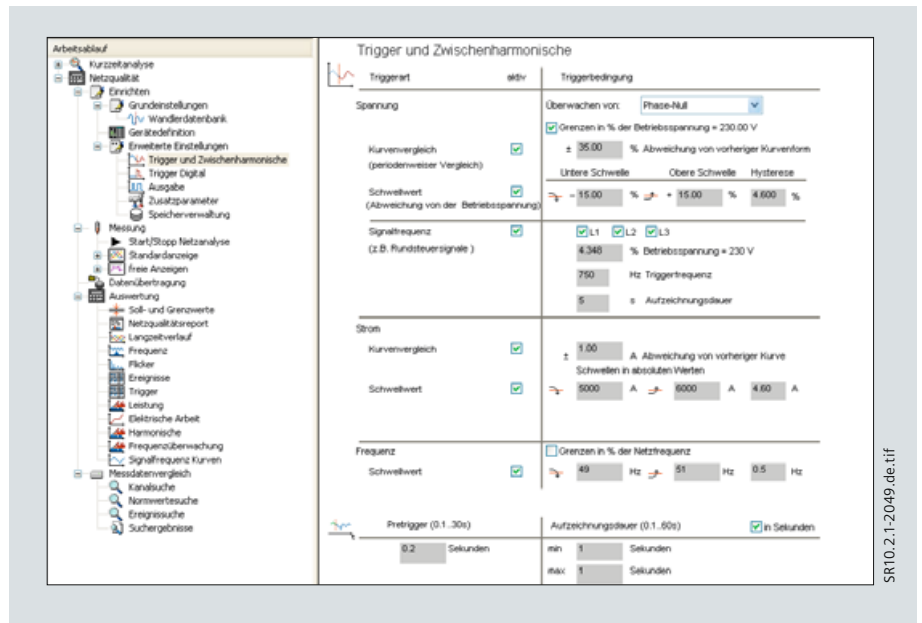 Arbeitsablauf
Kurzzeitanalyse
Netzqualität
Einrichten
Grundeinstellungen
Wandlerdatenbank
Gerätedefinition
Erweiterte Einstellungen
Trigger und Zwischenharmonische
Trigger Digital
Ausgabe
Zusatzparameter
Speicherverwaltung
Messung
Start/Stopp Netzanalyse
Standardanzeige
freie Anzeigen
Datenübertragung
Auswertung
Soll- und Grenzwerte
Netzqualitätsreport
Langzeitverlauf
Frequenz
Flicker
Ereignisse
Trigger
Leistung
Elektrische Arbeit
Harmonische
Frequenzüberwachung
Signalfrequenz Kurven
Messdatenvergleich
Kanalsuche
Normwertesuche
Ereignissuche
Suchergebnisse
Trigger und Zwischenharmonische
Triggerart aktiv Triggerbedingung
Spannung Überwachen von: Phase-Null
Grenzen in % der Betriebsspannung = 230.00 V
Kurvenvergleich ± 35.00 % Abweichung von vorheriger Kurvenform
(periodenweiser Vergleich)
Untere Schwelle Obere Schwelle Hysterese
Schwellwert - 15.00 % + 15.00 % 4.600 %
(Abweichung von der Betriebsspannung)
Signalfrequenz L1 L2 L3
(z.B. Rundsteuersignale ) 4.348 % Betriebsspannung = 230 V
750 Hz Triggerfrequenz
5 s Aufzeichnungsdauer
Strom
Kurvenvergleich ± 1.00 A Abweichung von vorheriger Kurve
Schwellen in absoluten Werten
Schwellwert 5000 A 6000 A 4.60 A
Frequenz Grenzen in % der Netzfrequenz
Schwellwert 49 Hz 51 Hz 0.5 Hz
Pretrigger (0.1..30s) Aufzeichnungsdauer (0.1..60s) in Sekunden
0.2 Sekunden min 1 Sekunden
max 1 Sekunden
SR10.2.1-2049.de.tif